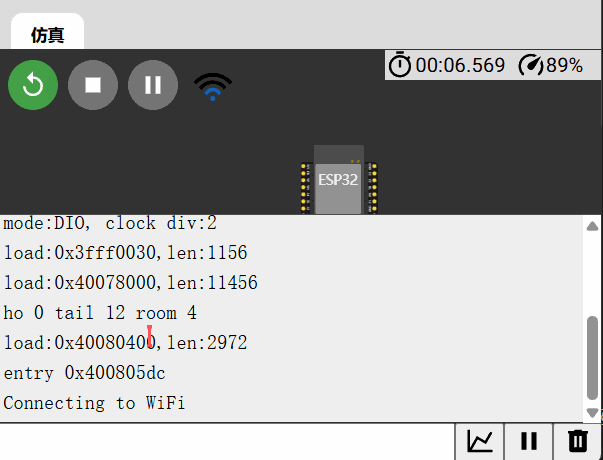 仿真
00:06.569 89%
ESP32
mode:DIO, clock div:2
load:0x3fff0030,len:1156
load:0x40078000,len:11456
ho 0 tail 12 room 4
load:0x40080400,len:2972
entry 0x400805dc
Connecting to WiFi